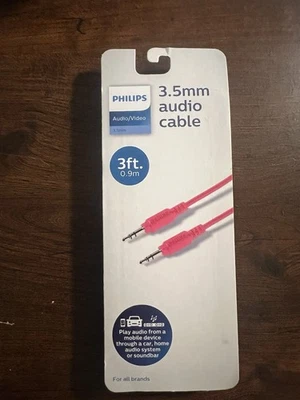 PHILIPS
Audio/Video
3.5mm
audio
cable
3ft.
0.9m
Play audio from a
mobile device
through a car, home
audio system
or soundbar
For all brands